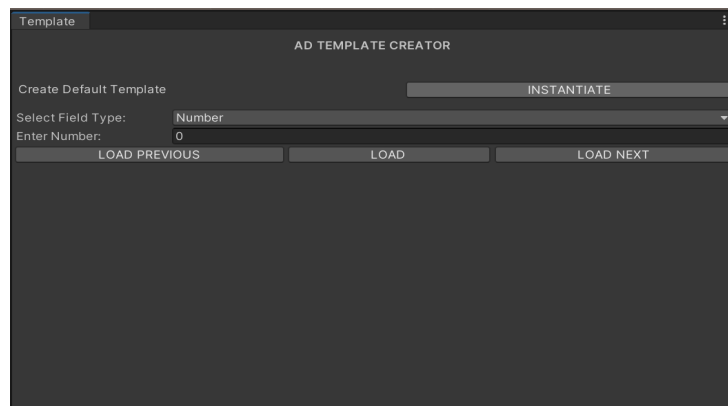 Template
AD TEMPLATE CREATOR
Create Default Template INSTANTIATE
Select Field Type: Number
Enter Number: 0
LOAD PREVIOUS LOAD LOAD NEXT